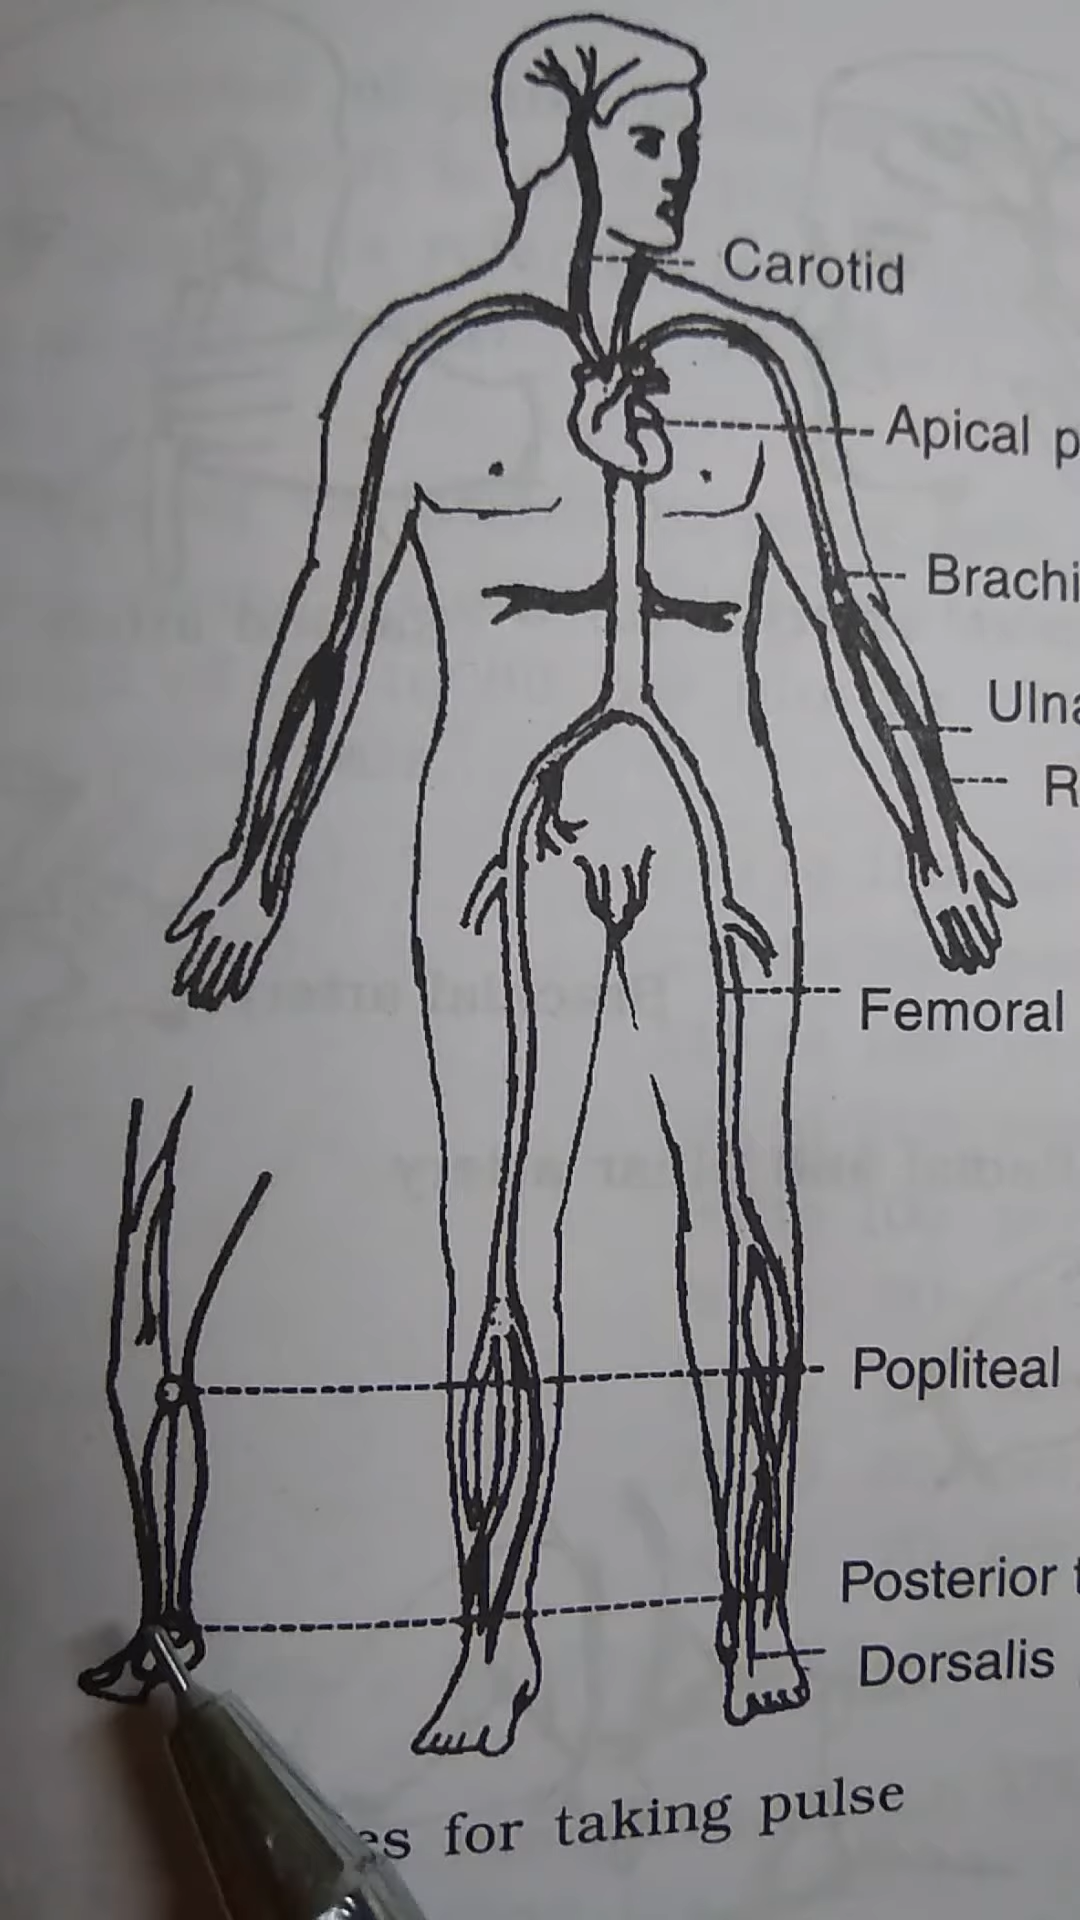 Carotid
Apical p
Brachi
Ulna
R
Femoral
Popliteal
Posterior t
Dorsalis
es for taking pulse